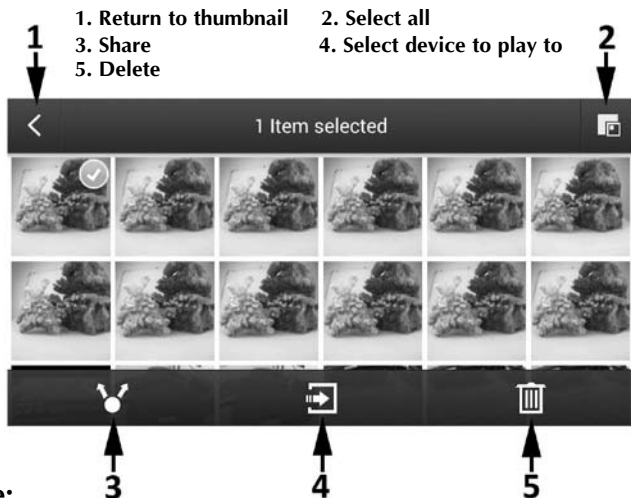 1. Return to thumbnail 2. Select all
3. Share 4. Select device to play to
5. Delete
1 2
1 Item selected
3 4 5